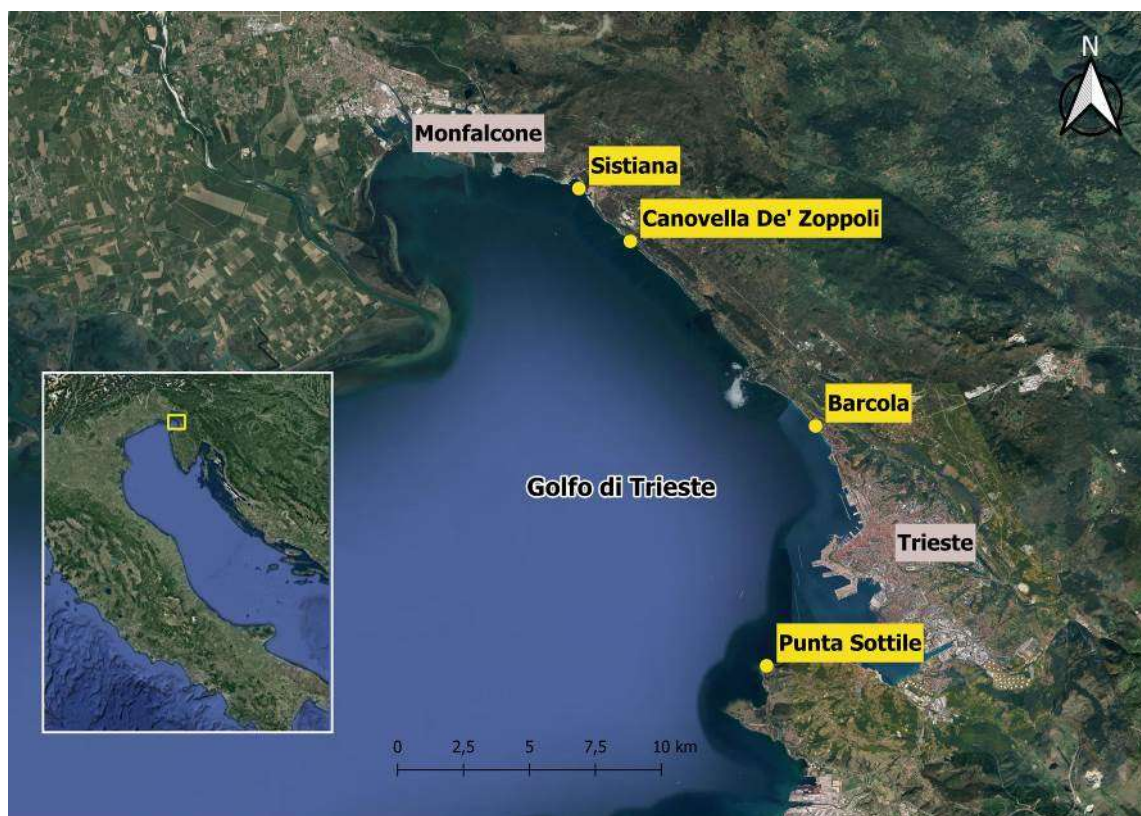 N
Monfalcone
Sistiana
Canovella De' Zoppoli
Barcola
Golfo di Trieste
Trieste
Punta Sottile
0 2,5 5 7,5 10 km